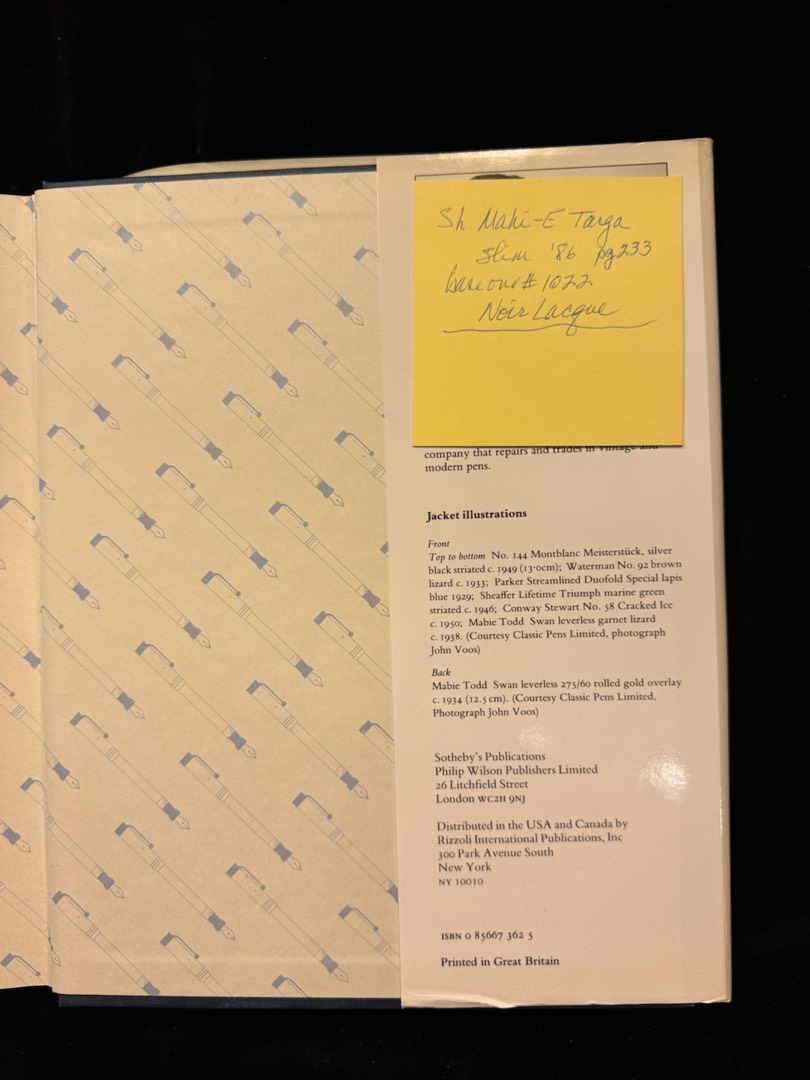 Sh Maki-E Targa
Slim '86 pg 233
base one # 1022
Noir Lacque
company that repairs and trades in vintage and
modern pens.
Jacket illustrations
Front
Top to bottom No. 144 Montblanc Meisterstück, silver
black striated c. 1949 (13·0cm); Waterman No. 92 brown
lizard c. 1933; Parker Streamlined Duofold Special lapis
blue 1929; Sheaffer Lifetime Triumph marine green
striated c. 1946; Conway Stewart No. 58 Cracked Ice
c. 1950; Mabie Todd Swan leverless garnet lizard
c. 1938. (Courtesy Classic Pens Limited, photograph
John Voos)
Back
Mabie Todd Swan leverless 275/60 rolled gold overlay
c. 1934 (12.5 cm). (Courtesy Classic Pens Limited,
Photograph John Voos)
Sotheby's Publications
Philip Wilson Publishers Limited
26 Litchfield Street
London WC2H 9NJ
Distributed in the USA and Canada by
Rizzoli International Publications, Inc
300 Park Avenue South
New York
NY 10010
ISBN 0 85667 362 5
Printed in Great Britain